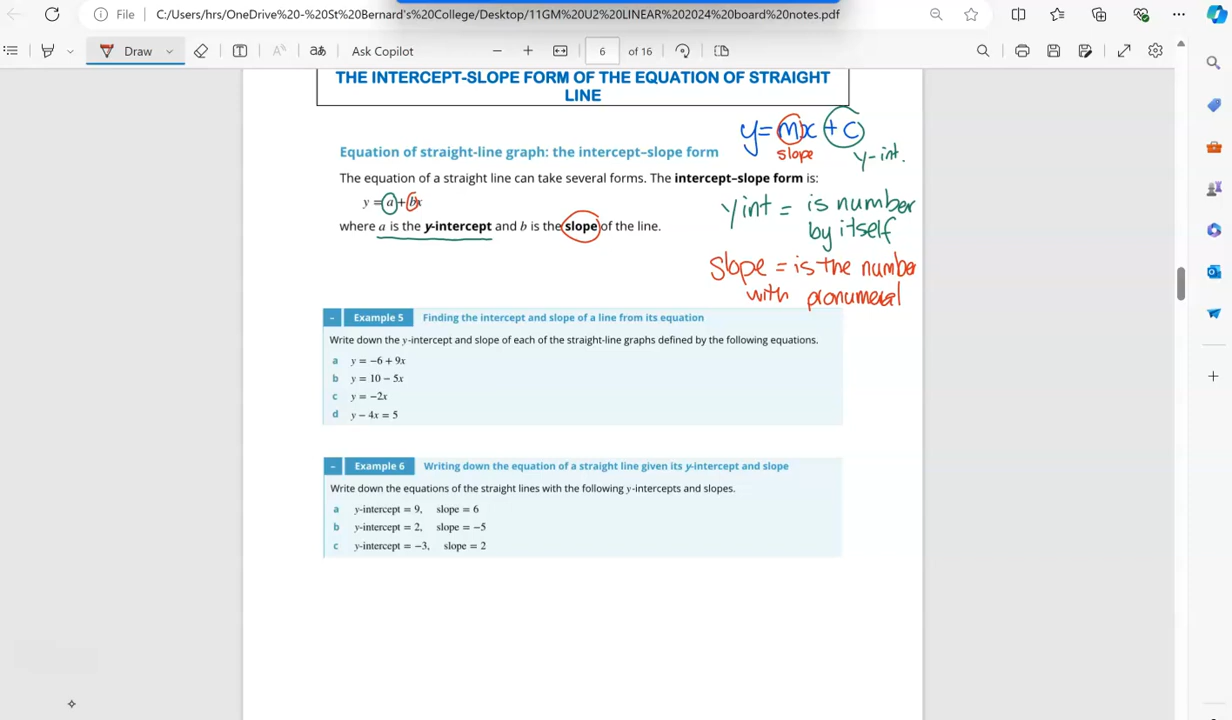 File
C:/Users/hrs/OneDrive%20-%20St%20Bernard's%20College/Desktop/11GM%20U2%20LINEAR%202024%20board%20notes.pdf
Draw
Ask Copilot
6 of 16
THE INTERCEPT-SLOPE FORM OF THE EQUATION OF STRAIGHT
LINE
y=mx+c
slope
y-int.
Equation of straight-line graph: the intercept–slope form
The equation of a straight line can take several forms. The intercept–slope form is:
y = a + bx
where a is the y-intercept and b is the slope of the line.
y int = is number
by itself
slope = is the number
with pronumeral
– Example 5 Finding the intercept and slope of a line from its equation
Write down the y-intercept and slope of each of the straight-line graphs defined by the following equations.
a y = −6 + 9x
b y = 10 − 5x
c y = −2x
d y − 4x = 5
– Example 6 Writing down the equation of a straight line given its y-intercept and slope
Write down the equations of the straight lines with the following y-intercepts and slopes.
a y-intercept = 9, slope = 6
b y-intercept = 2, slope = −5
c y-intercept = −3, slope = 2